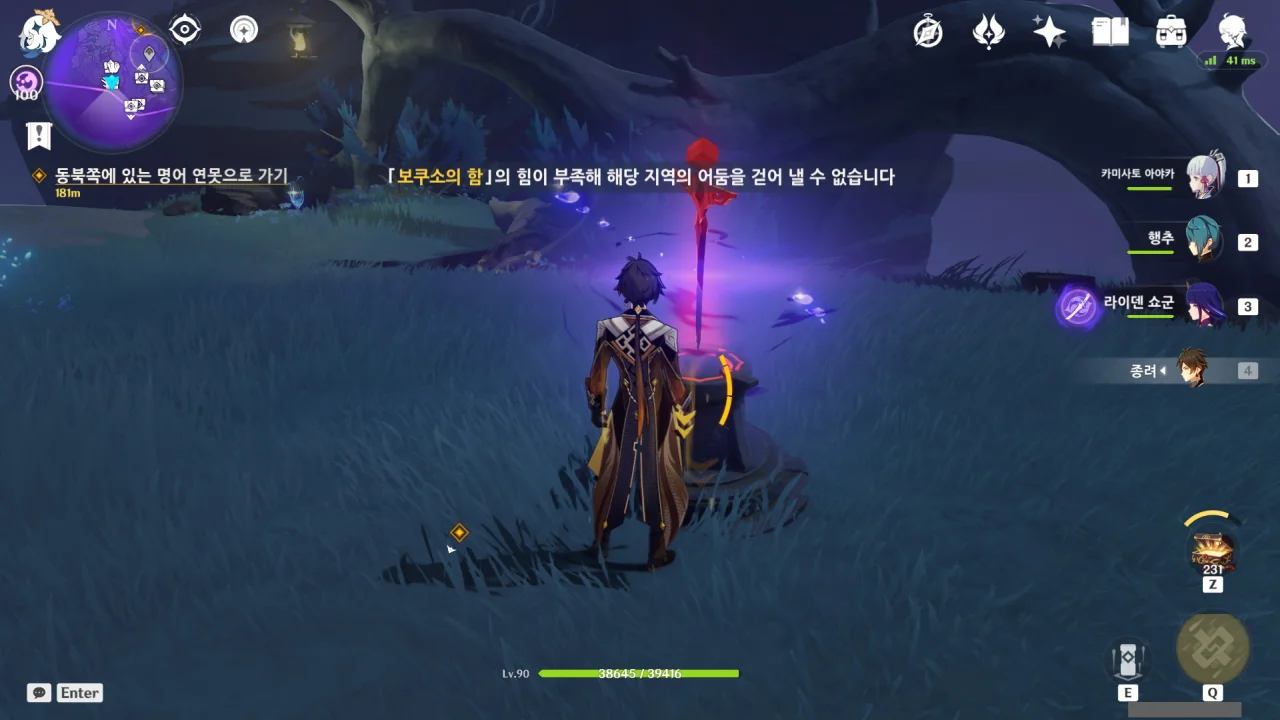 N
100
41 ms
동북쪽에 있는 명어 연못으로 가기
181m
「보쿠소의 함」의 힘이 부족해 해당 지역의 어둠을 걷어 낼 수 없습니다
카미사토 아야카
1
행추
2
라이덴 쇼군
3
종려
4
231
Z
Lv.90
38645 / 39416
Enter
E
Q